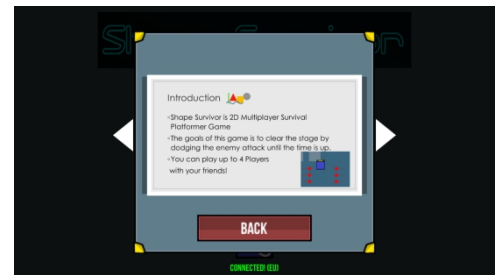 Introduction
-Shape Survivor is 2D Multiplayer Survival
Platformer Game
-The goals of this game is to clear the stage by
dodging the enemy attack until the time is up.
-You can play up to 4 Players
with your friends!
BACK
CONNECTED! (EU)